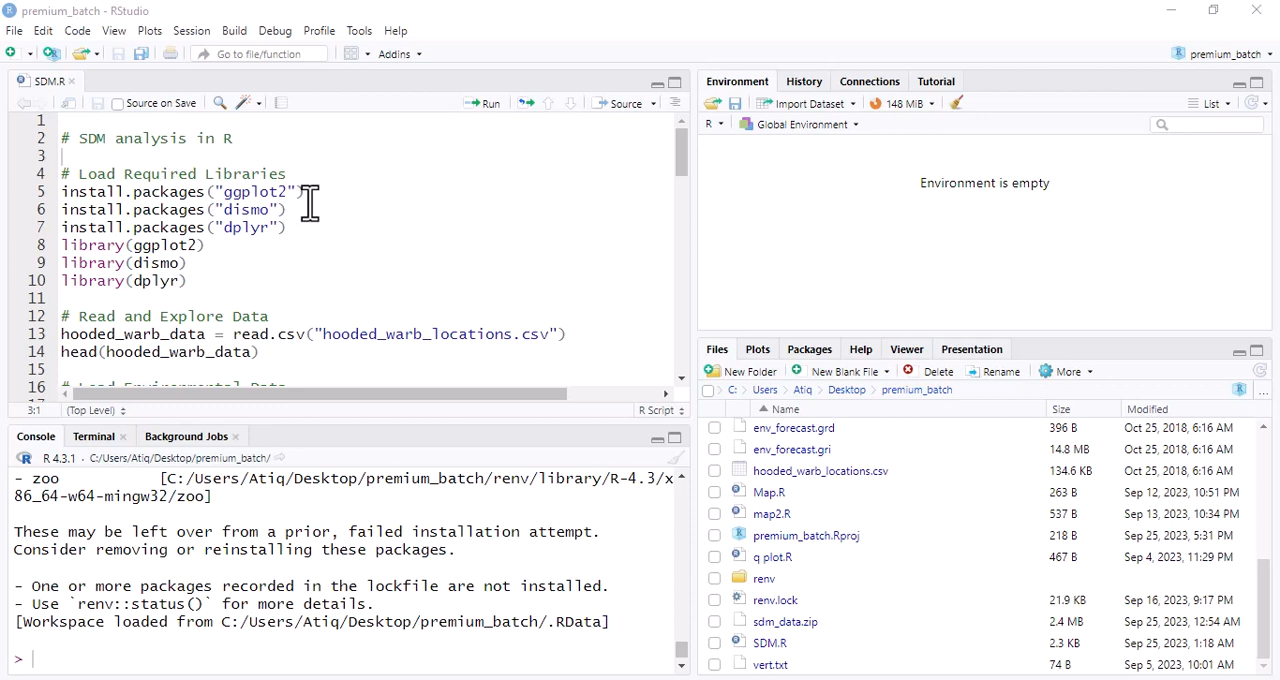 premium_batch - RStudio
File Edit Code View Plots Session Build Debug Profile Tools Help
Go to file/function Addins premium_batch
SDM.R
Source on Save Run Source
1
2 # SDM analysis in R
3
4 # Load Required Libraries
5 install.packages("ggplot2")
6 install.packages("dismo")
7 install.packages("dplyr")
8 library(ggplot2)
9 library(dismo)
10 library(dplyr)
11
12 # Read and Explore Data
13 hooded_warb_data = read.csv("hooded_warb_locations.csv")
14 head(hooded_warb_data)
15
16 # Load Environmental Data
3:1 (Top Level) R Script
Console Terminal Background Jobs
R 4.3.1 · C:/Users/Atiq/Desktop/premium_batch/
- zoo [C:/Users/Atiq/Desktop/premium_batch/renv/library/R-4.3/x
86_64-w64-mingw32/zoo]
These may be left over from a prior, failed installation attempt.
Consider removing or reinstalling these packages.
- One or more packages recorded in the lockfile are not installed.
- Use `renv::status()` for more details.
[Workspace loaded from C:/Users/Atiq/Desktop/premium_batch/.RData]
>
Environment History Connections Tutorial
Import Dataset 148 MiB List
R Global Environment
Environment is empty
Files Plots Packages Help Viewer Presentation
New Folder New Blank File Delete Rename More
C: Users Atiq Desktop premium_batch
Name Size Modified
env_forecast.grd 396 B Oct 25, 2018, 6:16 AM
env_forecast.gri 14.8 MB Oct 25, 2018, 6:16 AM
hooded_warb_locations.csv 134.6 KB Oct 25, 2018, 6:16 AM
Map.R 263 B Sep 12, 2023, 10:51 PM
map2.R 537 B Sep 13, 2023, 10:34 PM
premium_batch.Rproj 218 B Sep 25, 2023, 5:31 PM
q plot.R 467 B Sep 4, 2023, 11:29 PM
renv
renv.lock 21.9 KB Sep 16, 2023, 9:17 PM
sdm_data.zip 2.4 MB Sep 25, 2023, 12:54 AM
SDM.R 2.3 KB Sep 25, 2023, 1:18 AM
vert.txt 74 B Sep 5, 2023, 10:01 AM